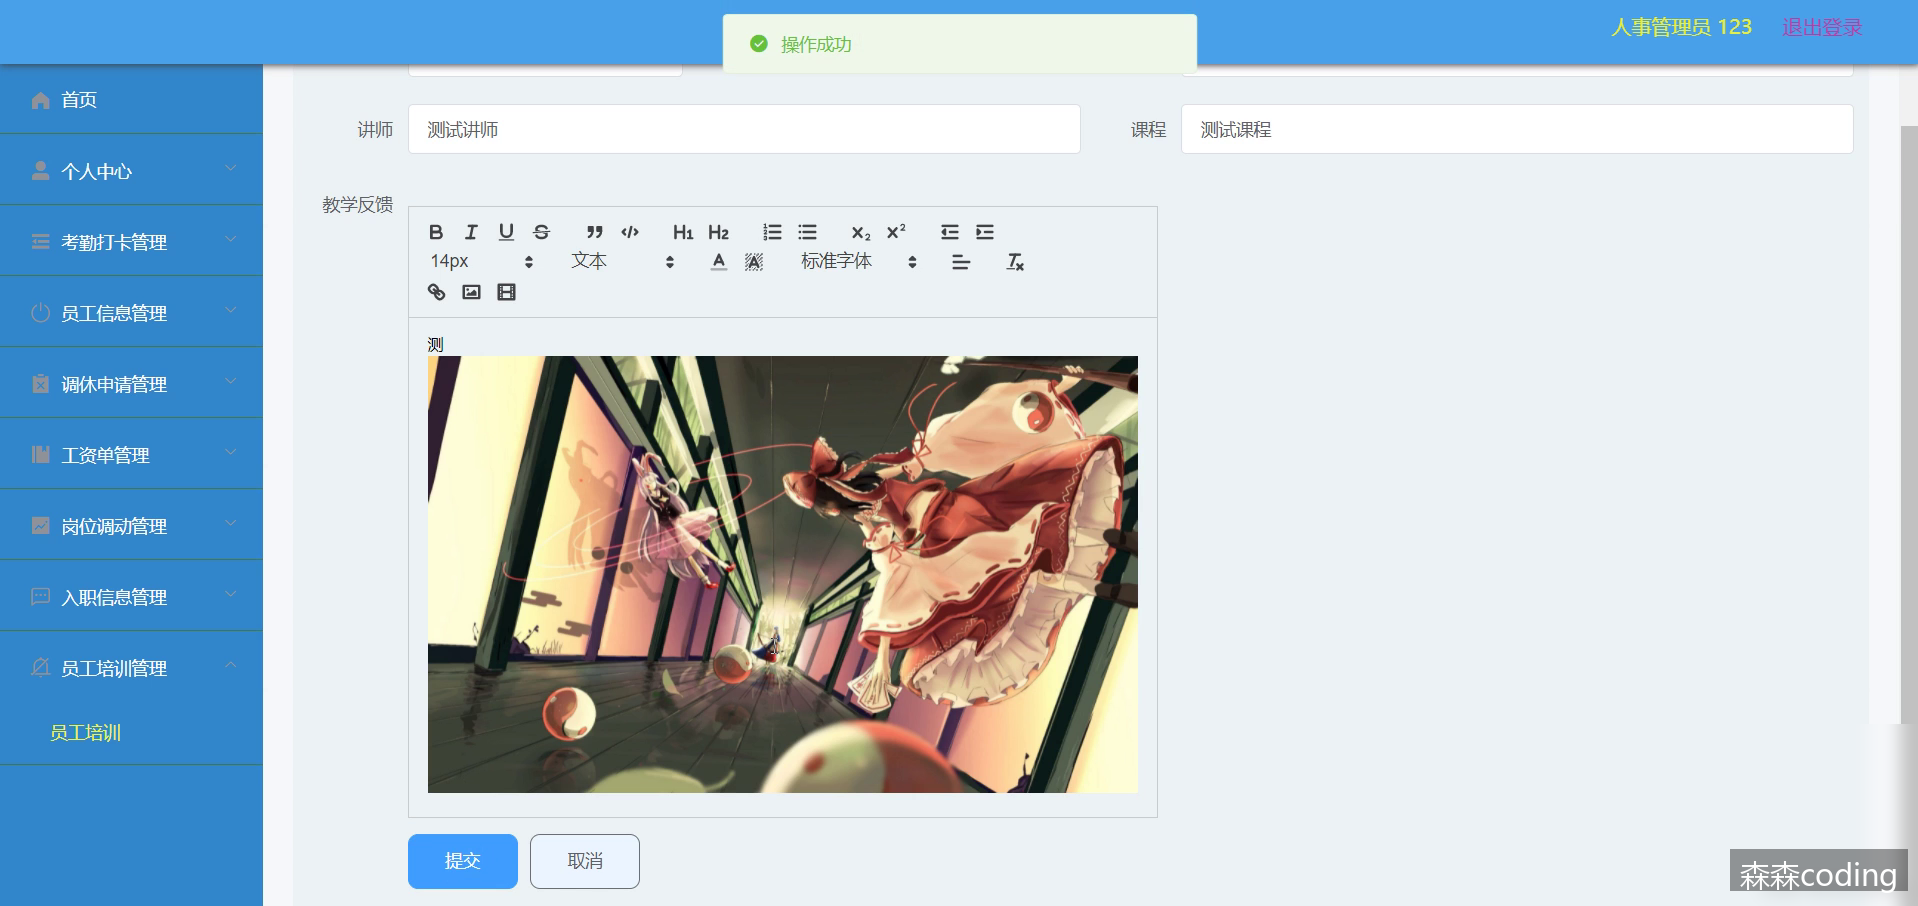 操作成功
人事管理员 123
退出登录
首页
个人中心
考勤打卡管理
员工信息管理
调休申请管理
工资单管理
岗位调动管理
入职信息管理
员工培训管理
员工培训
讲师
测试讲师
课程
测试课程
教学反馈
B I U S H1 H2 X2 X2
14px 文本 A A 标准字体 Tx
测
提交
取消
森森coding